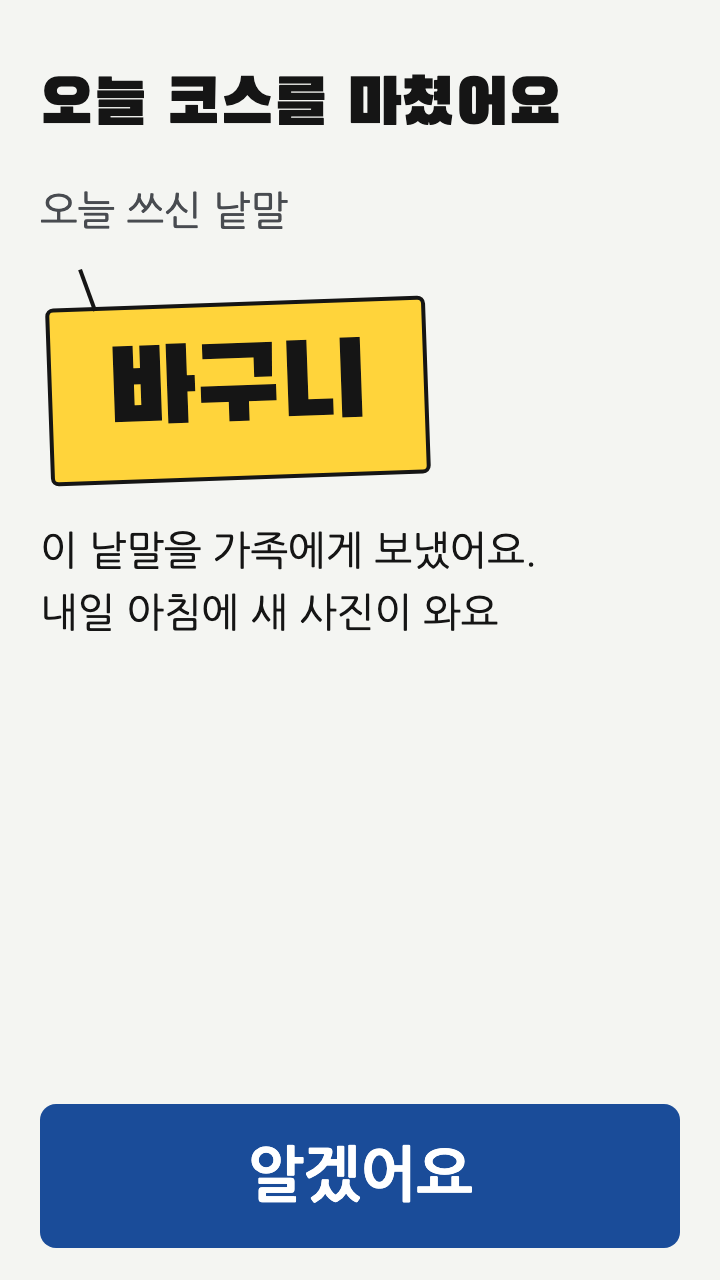 오늘 코스를 마쳤어요
오늘 쓰신 낱말
바구니
이 낱말을 가족에게 보냈어요.
내일 아침에 새 사진이 와요
알겠어요